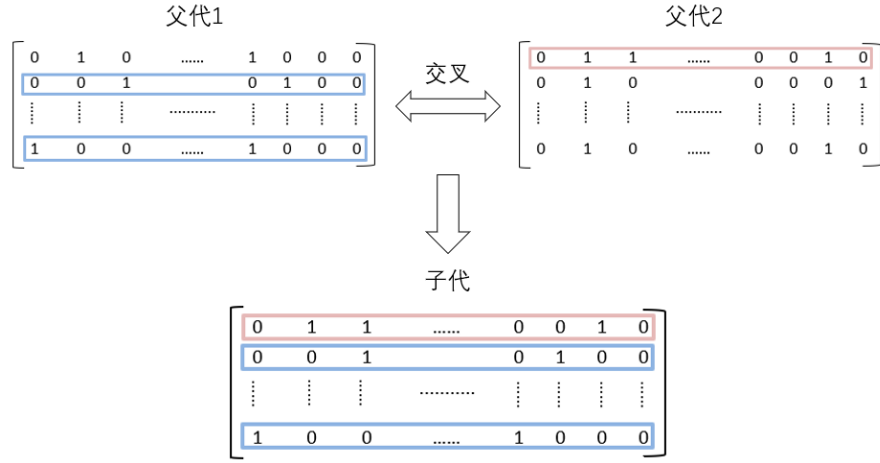 父代1
0 1 0 ...... 1 0 0 0
0 0 1 0 1 0 0
1 0 0 ...... 1 0 0 0
交叉
父代2
0 1 1 ...... 0 0 1 0
0 1 0 0 0 0 1
0 1 0 ...... 0 0 1 0
子代
0 1 1 ...... 0 0 1 0
0 0 1 0 1 0 0
1 0 0 ...... 1 0 0 0